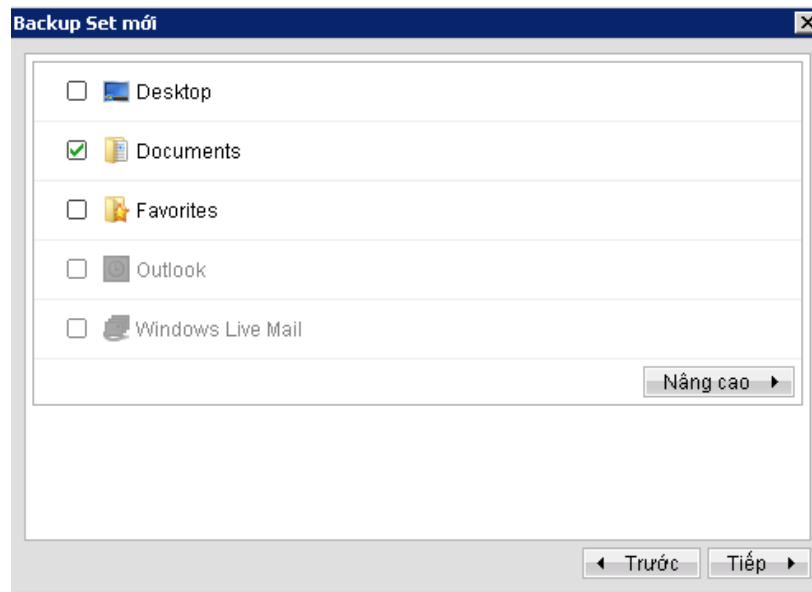 Backup Set mới
Desktop
Documents
Favorites
Outlook
Windows Live Mail
Nâng cao
Trước
Tiếp